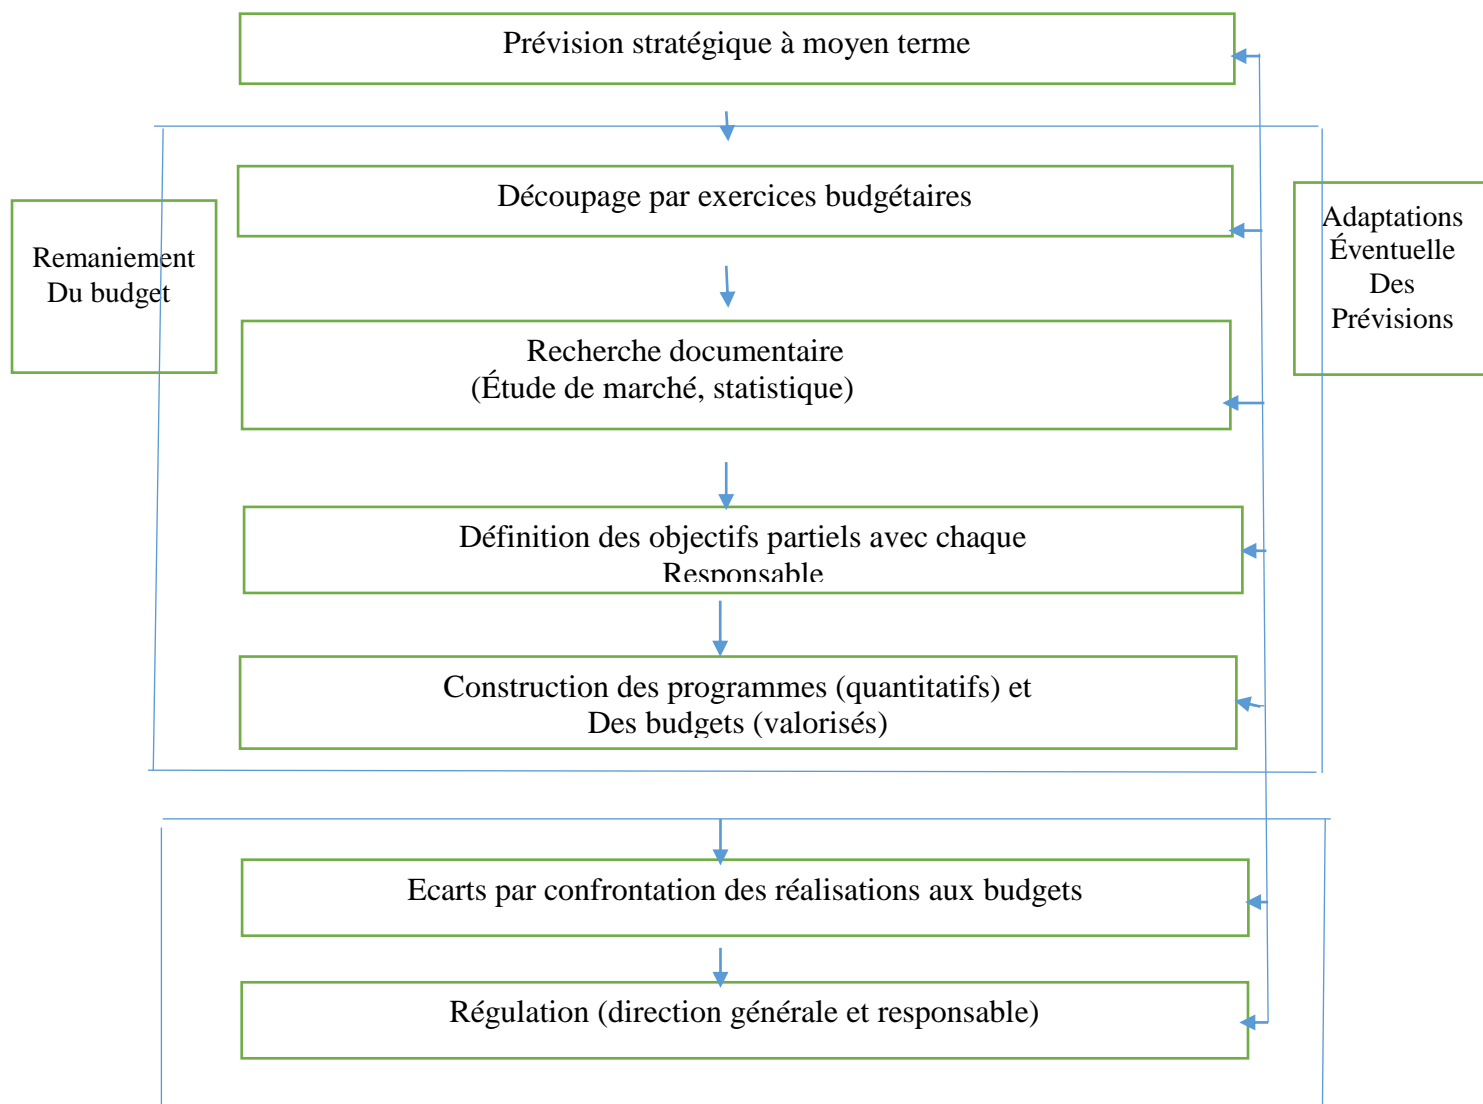 Prévision stratégique à moyen terme
Découpage par exercices budgétaires
Remaniement
Du budget
Adaptations
Éventuelle
Des
Prévisions
Recherche documentaire
(Étude de marché, statistique)
Définition des objectifs partiels avec chaque
Responsable
Construction des programmes (quantitatifs) et
Des budgets (valorisés)
Ecarts par confrontation des réalisations aux budgets
Régulation (direction générale et responsable)